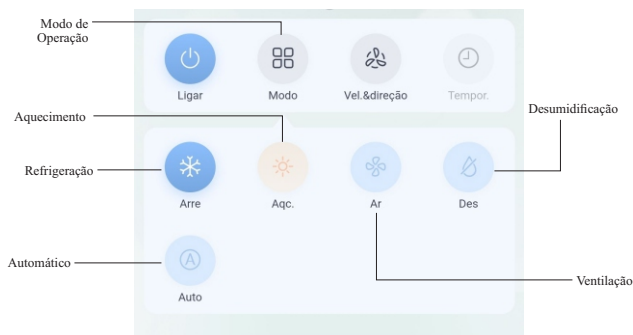 Modo de
Operação
Ligar
Modo
Vel.&direção
Tempor.
Desumidificação
Aquecimento
Refrigeração
Arre
Aqc.
Ar
Des
Automático
A
Auto
Ventilação